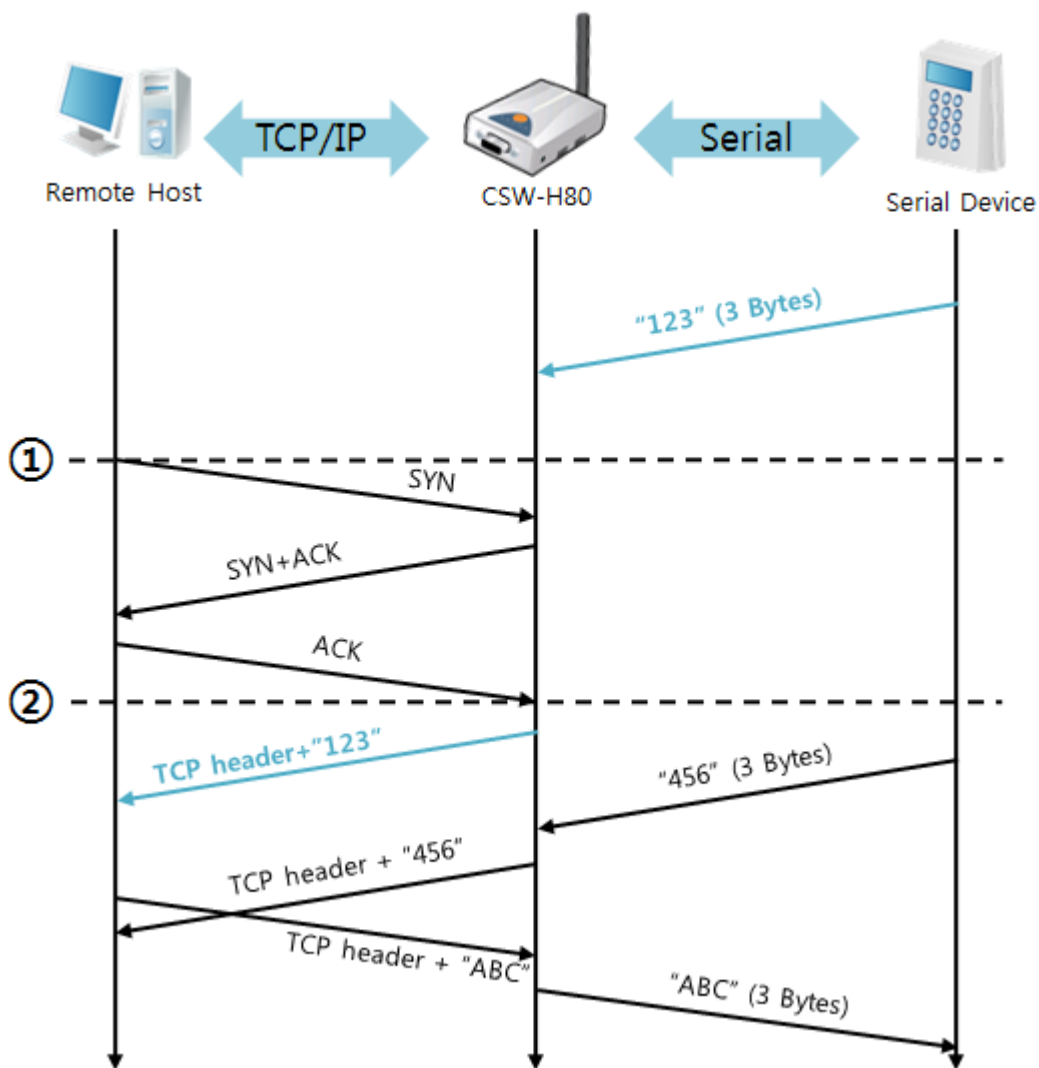 TCP/IP
Serial
Remote Host
CSW-H80
Serial Device
"123" (3 Bytes)
①
SYN
SYN+ACK
ACK
②
TCP header+"123"
"456" (3 Bytes)
TCP header + "456"
TCP header + "ABC"
"ABC" (3 Bytes)